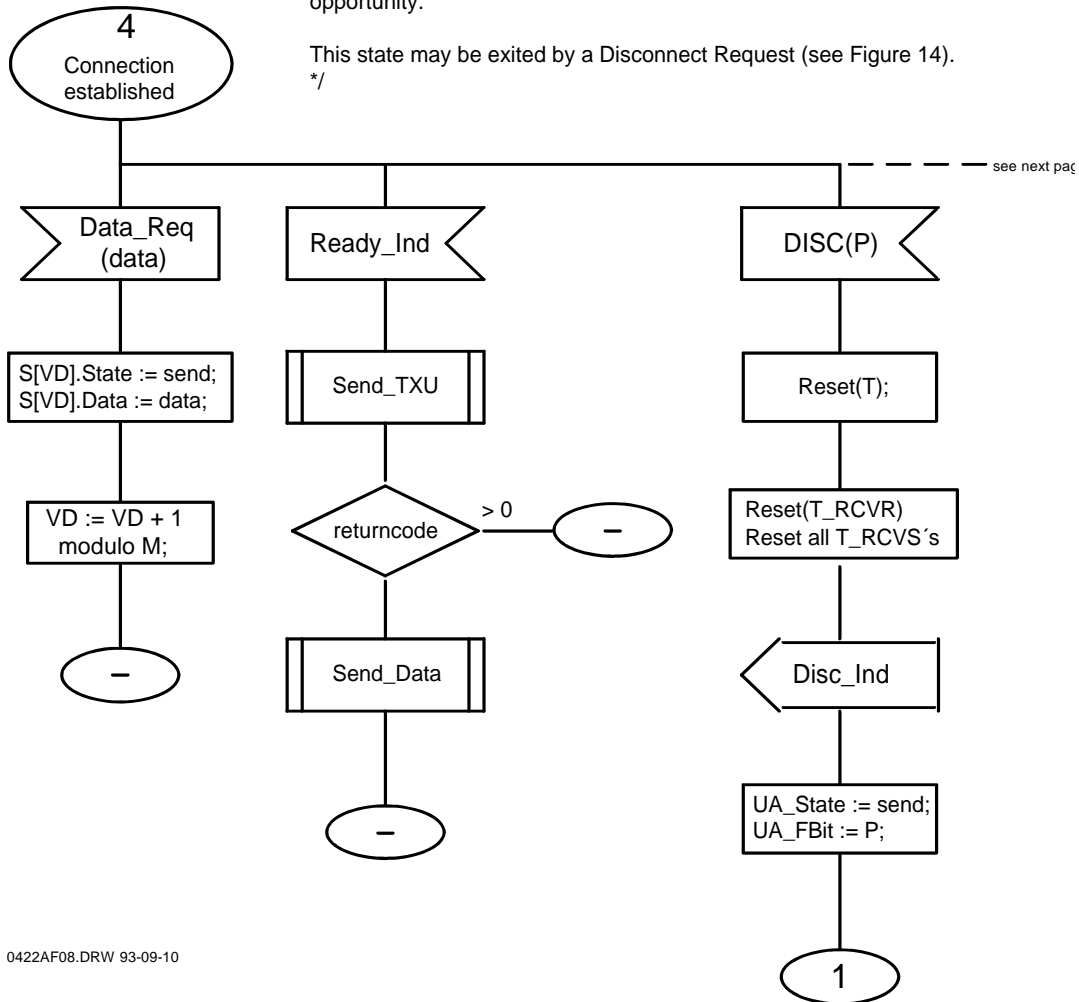 opportunity.
This state may be exited by a Disconnect Request (see Figure 14).
*/
4
Connection
established
see next
Data_Req
(data)
Ready_Ind
DISC(P)
S[VD].State := send;
S[VD].Data := data;
Send_TXU
Reset(T);
VD := VD + 1
modulo M;
returncode
> 0
–
Reset(T_RCVR)
Reset all T_RCVS´s
–
Send_Data
Disc_Ind
–
UA_State := send;
UA_FBit := P;
0422AF08.DRW 93-09-10
1